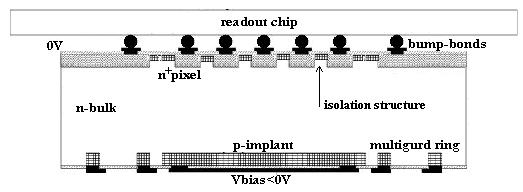 readout chip
0V
bump-bonds
n+pixel
n-bulk
isolation structure
p-implant
multigurd ring
Vbias<0V